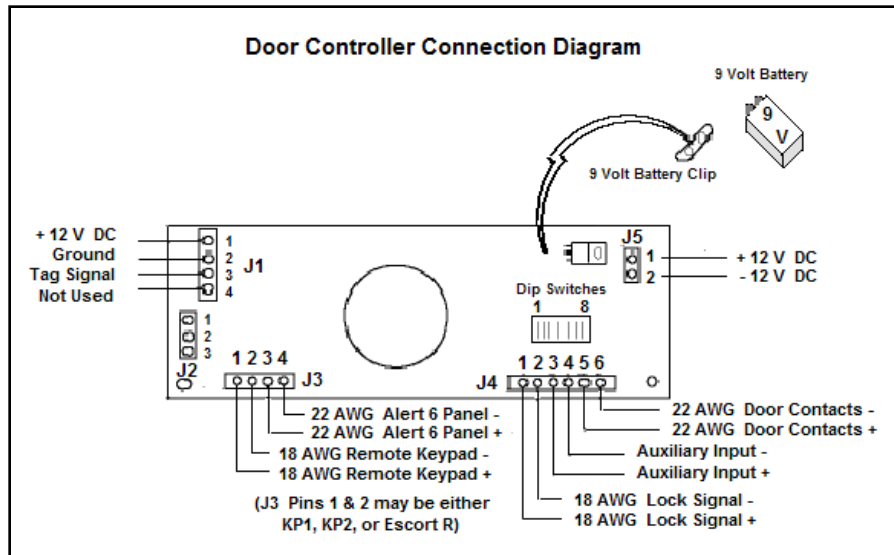 Door Controller Connection Diagram
9 Volt Battery
9
V
9 Volt Battery Clip
+ 12 V DC
Ground
Tag Signal
Not Used
1
2
3
4
J1
J5
1
2
+ 12 V DC
- 12 V DC
Dip Switches
1 8
1
2
3
J2
1 2 3 4
J3
1 2 3 4 5 6
J4
22 AWG Alert 6 Panel -
22 AWG Alert 6 Panel +
18 AWG Remote Keypad -
18 AWG Remote Keypad +
(J3 Pins 1 & 2 may be either
KP1, KP2, or Escort R)
22 AWG Door Contacts -
22 AWG Door Contacts +
Auxiliary Input -
Auxiliary Input +
18 AWG Lock Signal -
18 AWG Lock Signal +